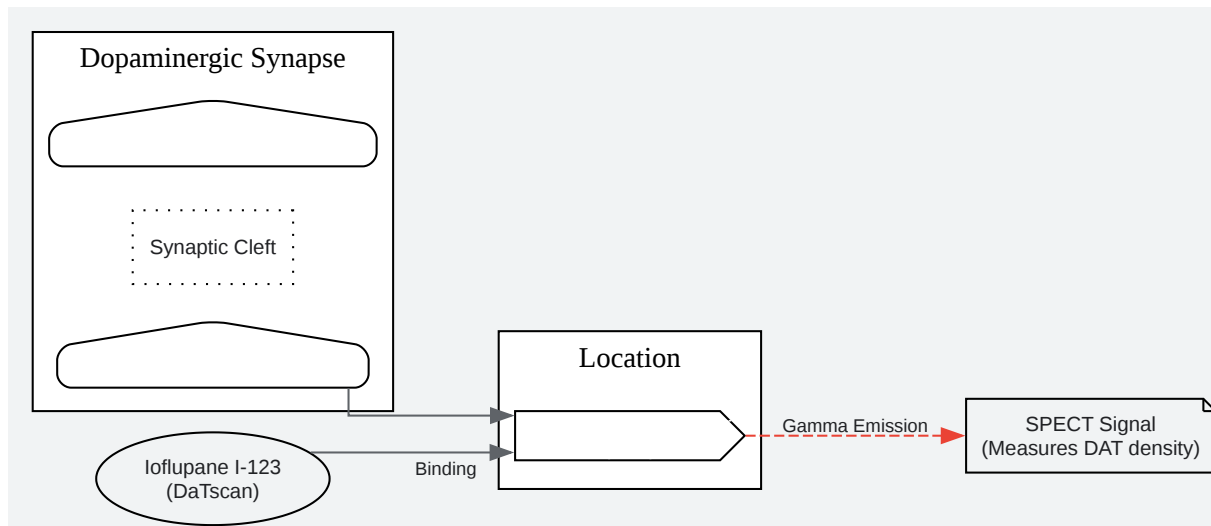 Dopaminergic Synapse
Synaptic Cleft
Location
Ioflupane I-123
(DaTscan)
Binding
Gamma Emission
SPECT Signal
(Measures DAT density)